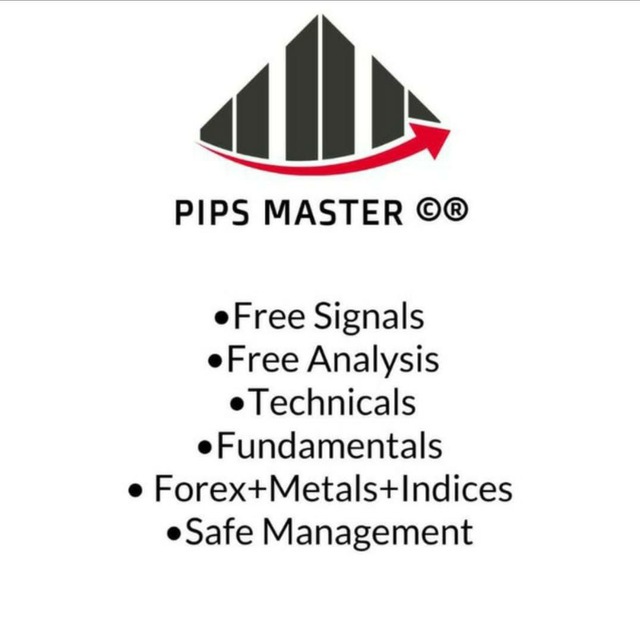 PIPS MASTER ©®
•Free Signals
•Free Analysis
•Technicals
•Fundamentals
• Forex+Metals+Indices
•Safe Management